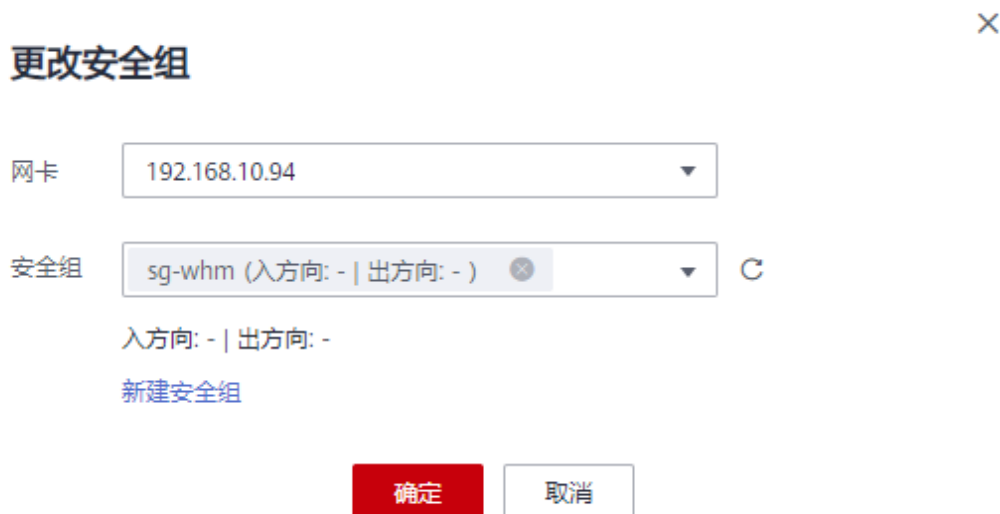 更改安全组
网卡 192.168.10.94
安全组 sg-whm (入方向: - | 出方向: - )
入方向: - | 出方向: -
新建安全组
确定 取消